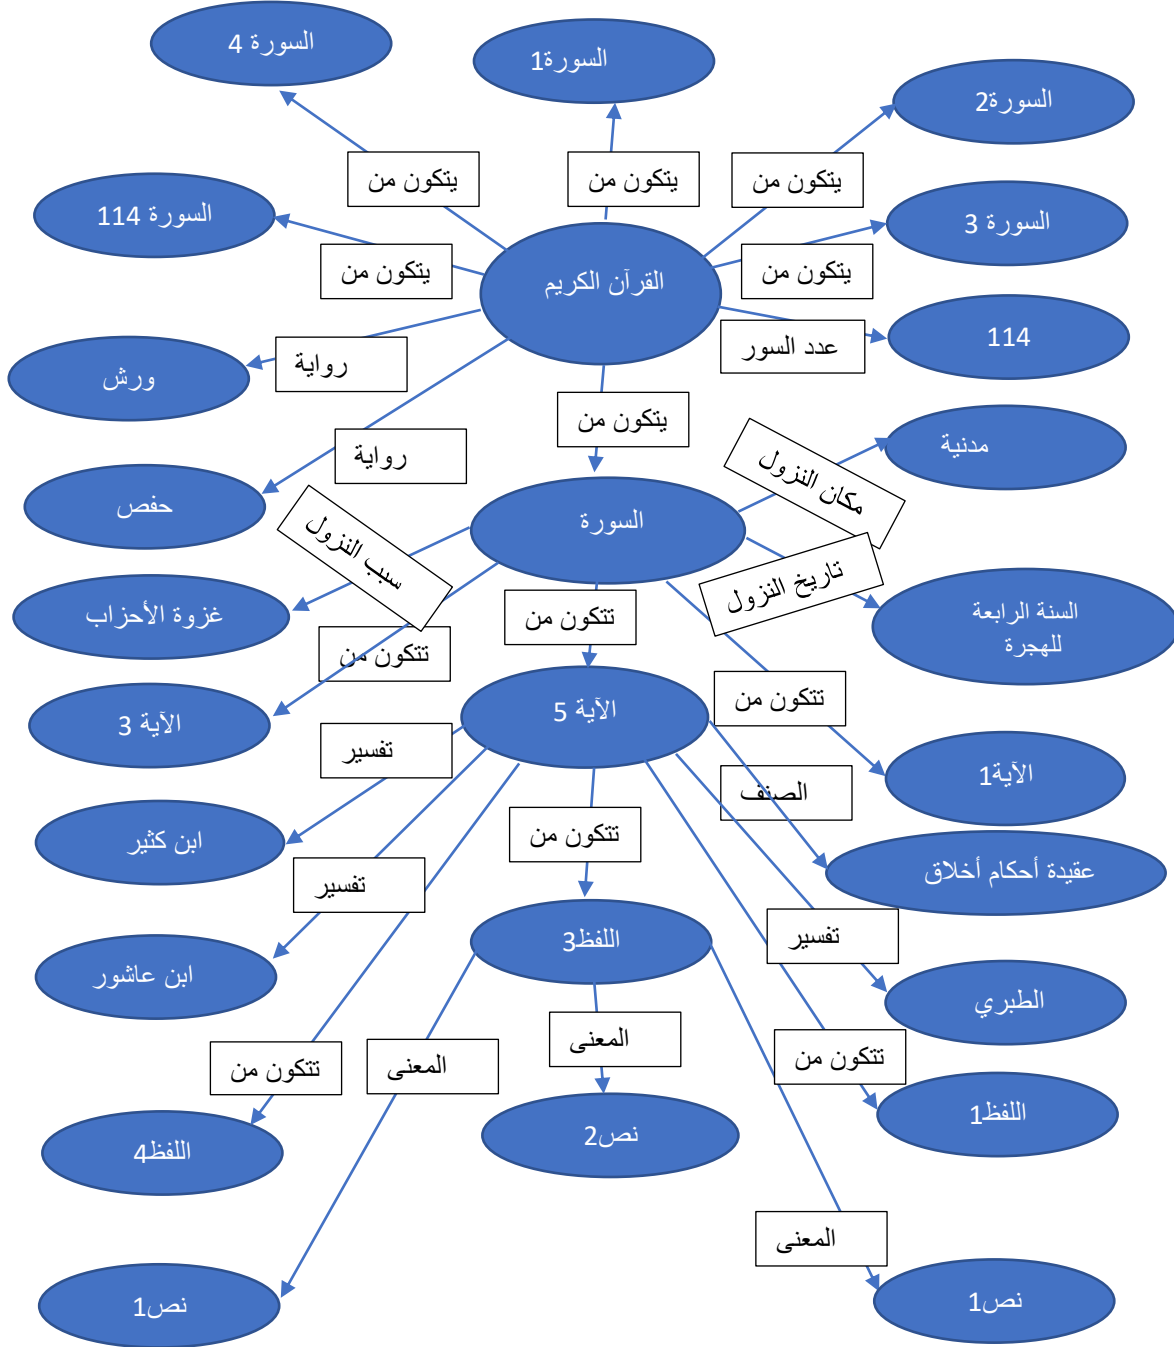 السورة 4
السورة1
السورة2
يتكون من
يتكون من
يتكون من
السورة 114
السورة 3
يتكون من
القرآن الكريم
يتكون من
114
عدد السور
رواية
ورش
يتكون من
مدنية
رواية
مكان النزول
حفص
السورة
سبب النزول
تاريخ النزول
غزوة الأحزاب
تتكون من
السنة الرابعة
للهجرة
تتكون من
تتكون من
الآية 3
الآية 5
تفسير
الآية1
الصنف
ابن كثير
تتكون من
تفسير
عقيدة أحكام أخلاق
اللفظ3
تفسير
ابن عاشور
الطبري
تتكون من
المعنى
المعنى
تتكون من
اللفظ1
اللفظ4
نص2
المعنى
نص1
نص1